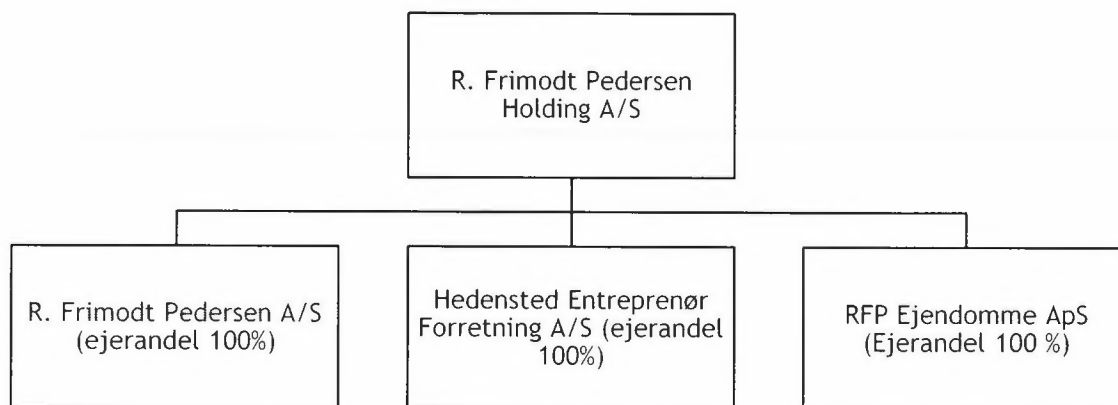 R. Frimodt Pedersen
Holding A/S
R. Frimodt Pedersen A/S
(ejerandel 100%)
Hedensted Entreprenør
Forretning A/S (ejerandel
100%)
RFP Ejendomme ApS
(Ejerandel 100 %)